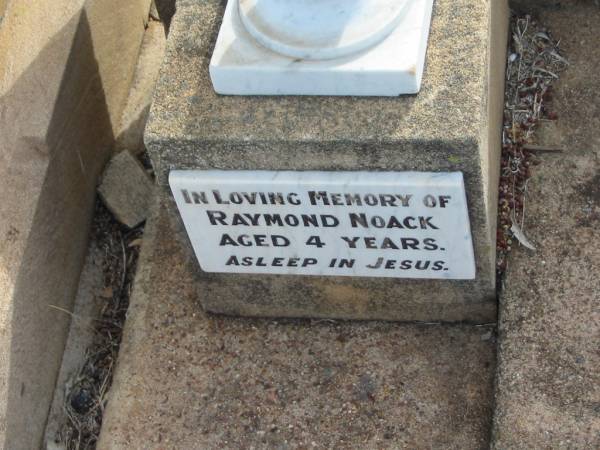 In Loving Memory of
Raymond Noack
aged 4 years.
Asleep in Jesus.